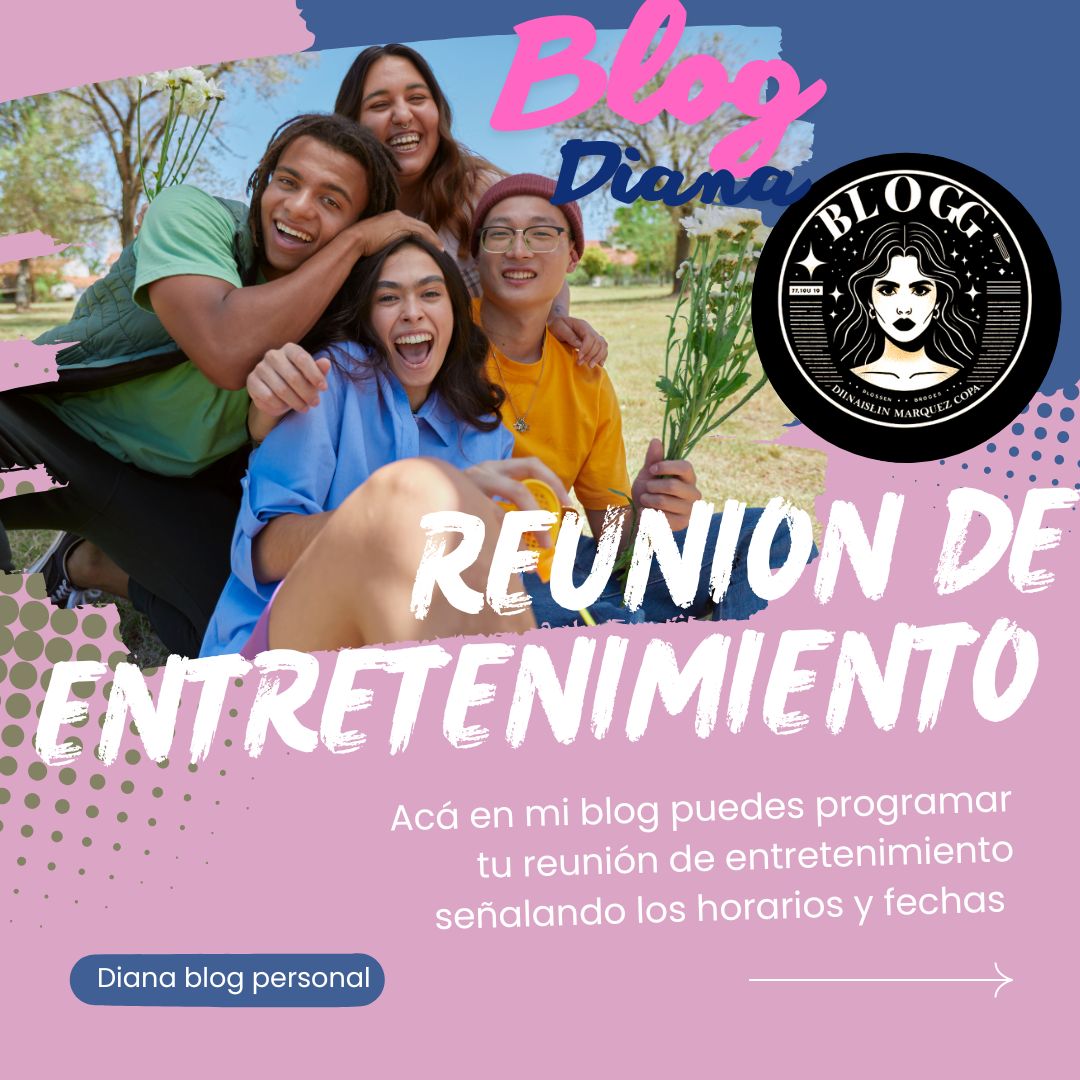 Blog
Diana
BLOGG
DIINAISLIN MARQUEZ COPA
REUNION DE
ENTRETENIMIENTO
Acá en mi blog puedes programar
tu reunión de entretenimiento
señalando los horarios y fechas
Diana blog personal